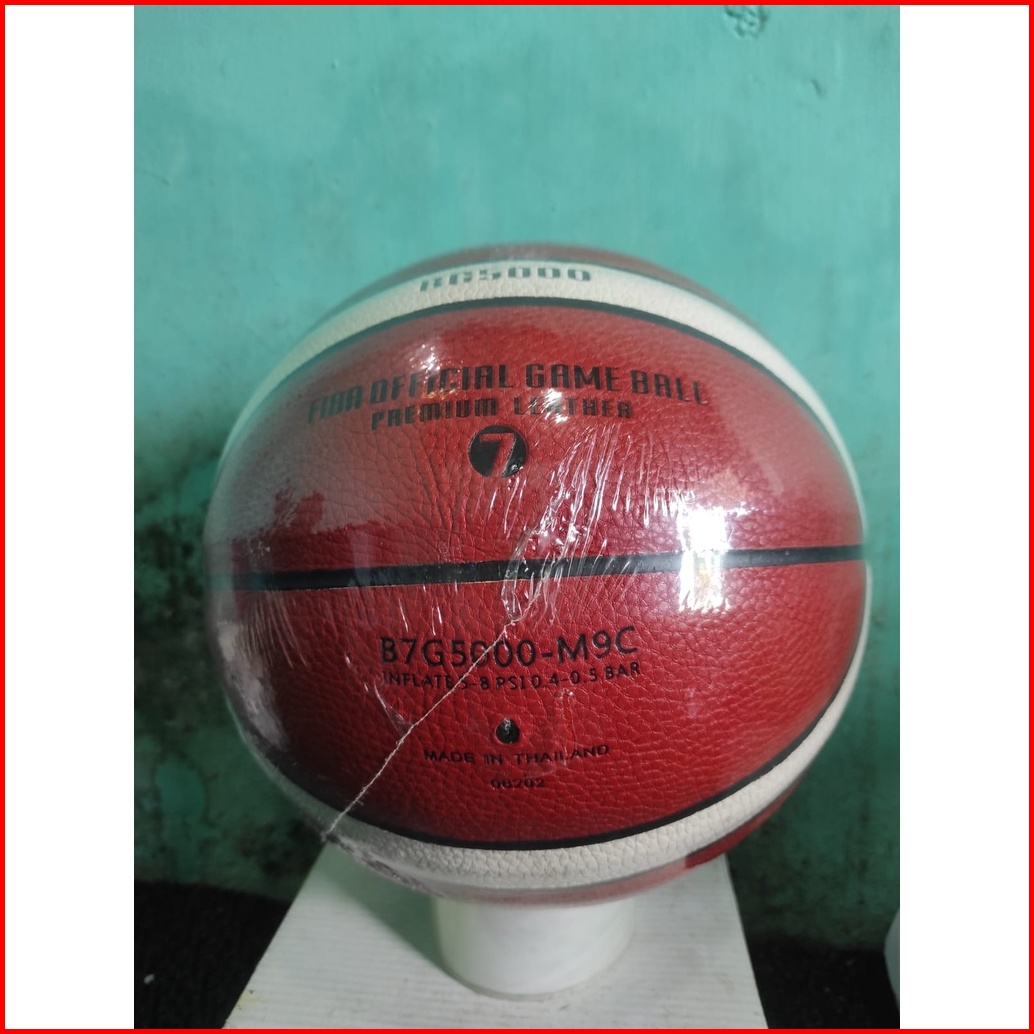 BG5000
FIBA OFFICIAL GAME BALL
PREMIUM LEATHER
7
B7G5000-M9C
INFLATE 5-8 PSI 0.4-0.5 BAR
MADE IN THAILAND
06202